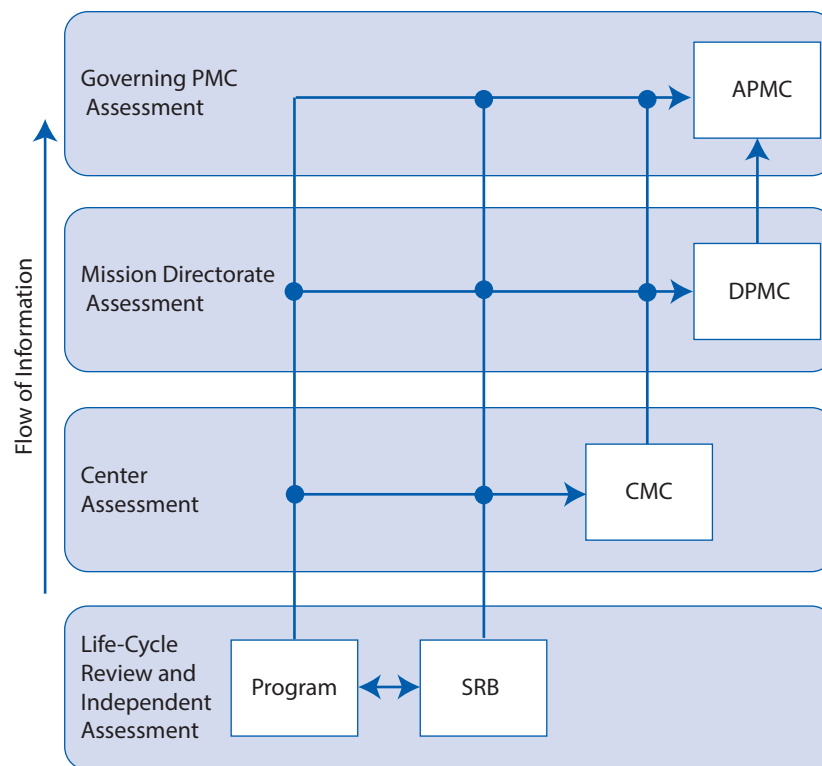 Governing PMC
Assessment
APMC
Mission Directorate
Assessment
DPMC
Flow of Information
Center
Assessment
CMC
Life-Cycle
Review and
Independent
Assessment
Program
SRB